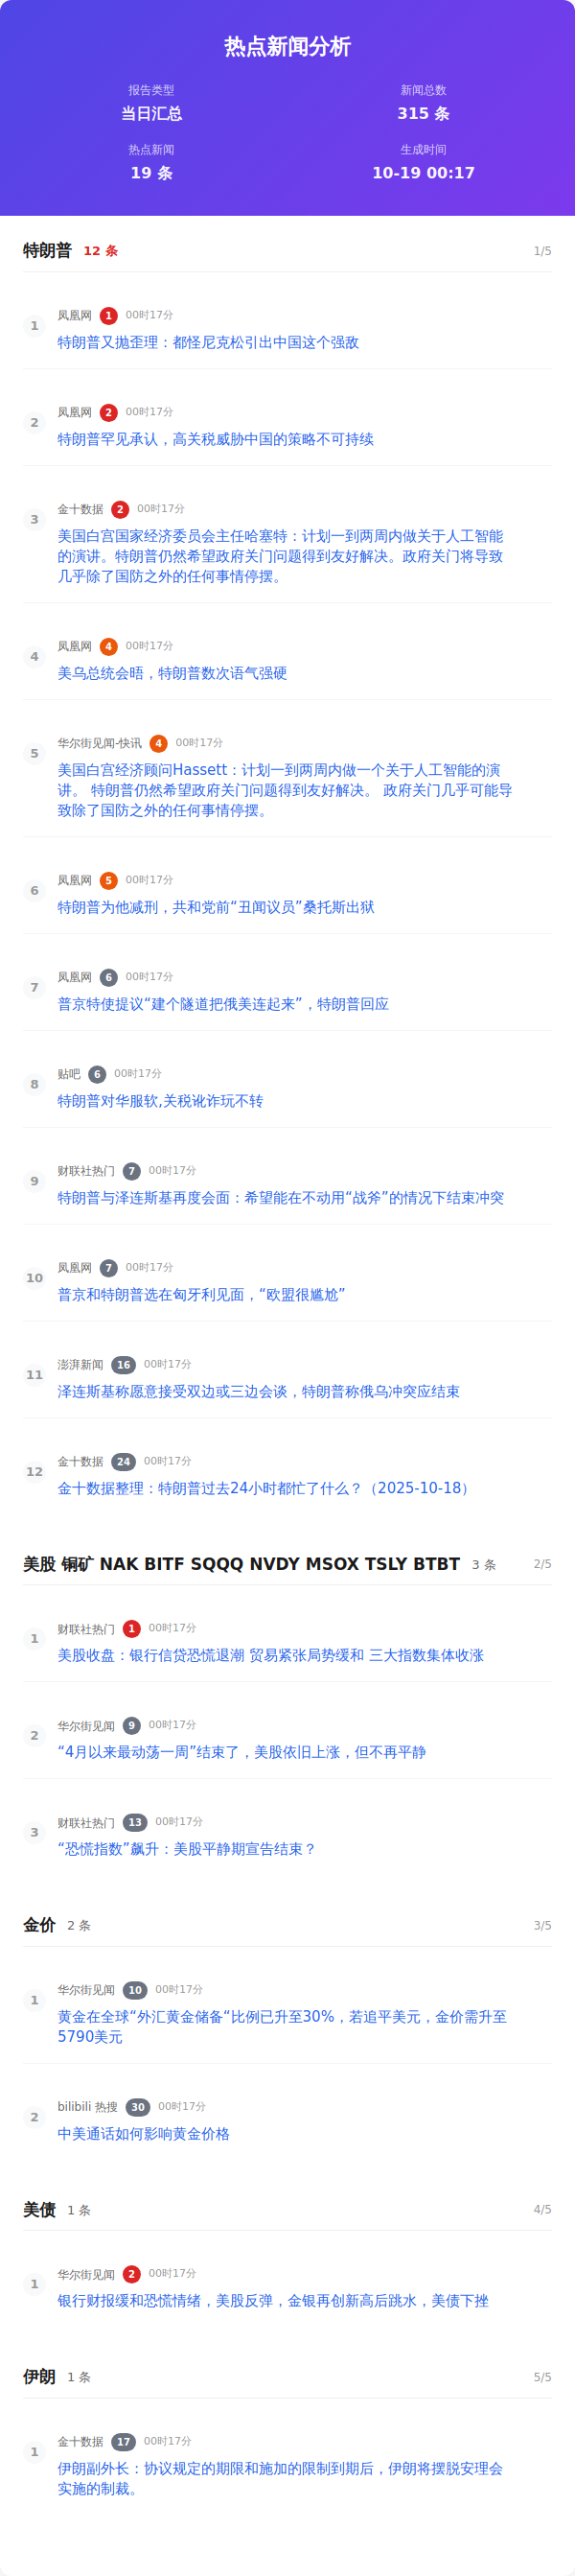 热点新闻分析
报告类型
新闻总数
当日汇总
315 条
热点新闻
生成时间
19 条
10-19 00:17
特朗普 12 条 1/5
1 凤凰网 1 00时17分
特朗普又抛歪理：都怪尼克松引出中国这个强敌
2 凤凰网 2 00时17分
特朗普罕见承认，高关税威胁中国的策略不可持续
3 金十数据 2 00时17分
美国白宫国家经济委员会主任哈塞特：计划一到两周内做关于人工智能
的演讲。特朗普仍然希望政府关门问题得到友好解决。政府关门将导致
几乎除了国防之外的任何事情停摆。
4 凤凰网 4 00时17分
美乌总统会晤，特朗普数次语气强硬
5 华尔街见闻-快讯 4 00时17分
美国白宫经济顾问Hassett：计划一到两周内做一个关于人工智能的演
讲。 特朗普仍然希望政府关门问题得到友好解决。 政府关门几乎可能导
致除了国防之外的任何事情停摆。
6 凤凰网 5 00时17分
特朗普为他减刑，共和党前“丑闻议员”桑托斯出狱
7 凤凰网 6 00时17分
普京特使提议“建个隧道把俄美连起来”，特朗普回应
8 贴吧 6 00时17分
特朗普对华服软,关税讹诈玩不转
9 财联社热门 7 00时17分
特朗普与泽连斯基再度会面：希望能在不动用“战斧”的情况下结束冲突
10 凤凰网 7 00时17分
普京和特朗普选在匈牙利见面，“欧盟很尴尬”
11 澎湃新闻 16 00时17分
泽连斯基称愿意接受双边或三边会谈，特朗普称俄乌冲突应结束
12 金十数据 24 00时17分
金十数据整理：特朗普过去24小时都忙了什么？（2025-10-18）
美股 铜矿 NAK BITF SQQQ NVDY MSOX TSLY BTBT 3 条 2/5
1 财联社热门 1 00时17分
美股收盘：银行信贷恐慌退潮 贸易紧张局势缓和 三大指数集体收涨
2 华尔街见闻 9 00时17分
“4月以来最动荡一周”结束了，美股依旧上涨，但不再平静
3 财联社热门 13 00时17分
“恐慌指数”飙升：美股平静期宣告结束？
金价 2 条 3/5
1 华尔街见闻 10 00时17分
黄金在全球“外汇黄金储备“比例已升至30%，若追平美元，金价需升至
5790美元
2 bilibili 热搜 30 00时17分
中美通话如何影响黄金价格
美债 1 条 4/5
1 华尔街见闻 2 00时17分
银行财报缓和恐慌情绪，美股反弹，金银再创新高后跳水，美债下挫
伊朗 1 条 5/5
1 金十数据 17 00时17分
伊朗副外长：协议规定的期限和施加的限制到期后，伊朗将摆脱安理会
实施的制裁。